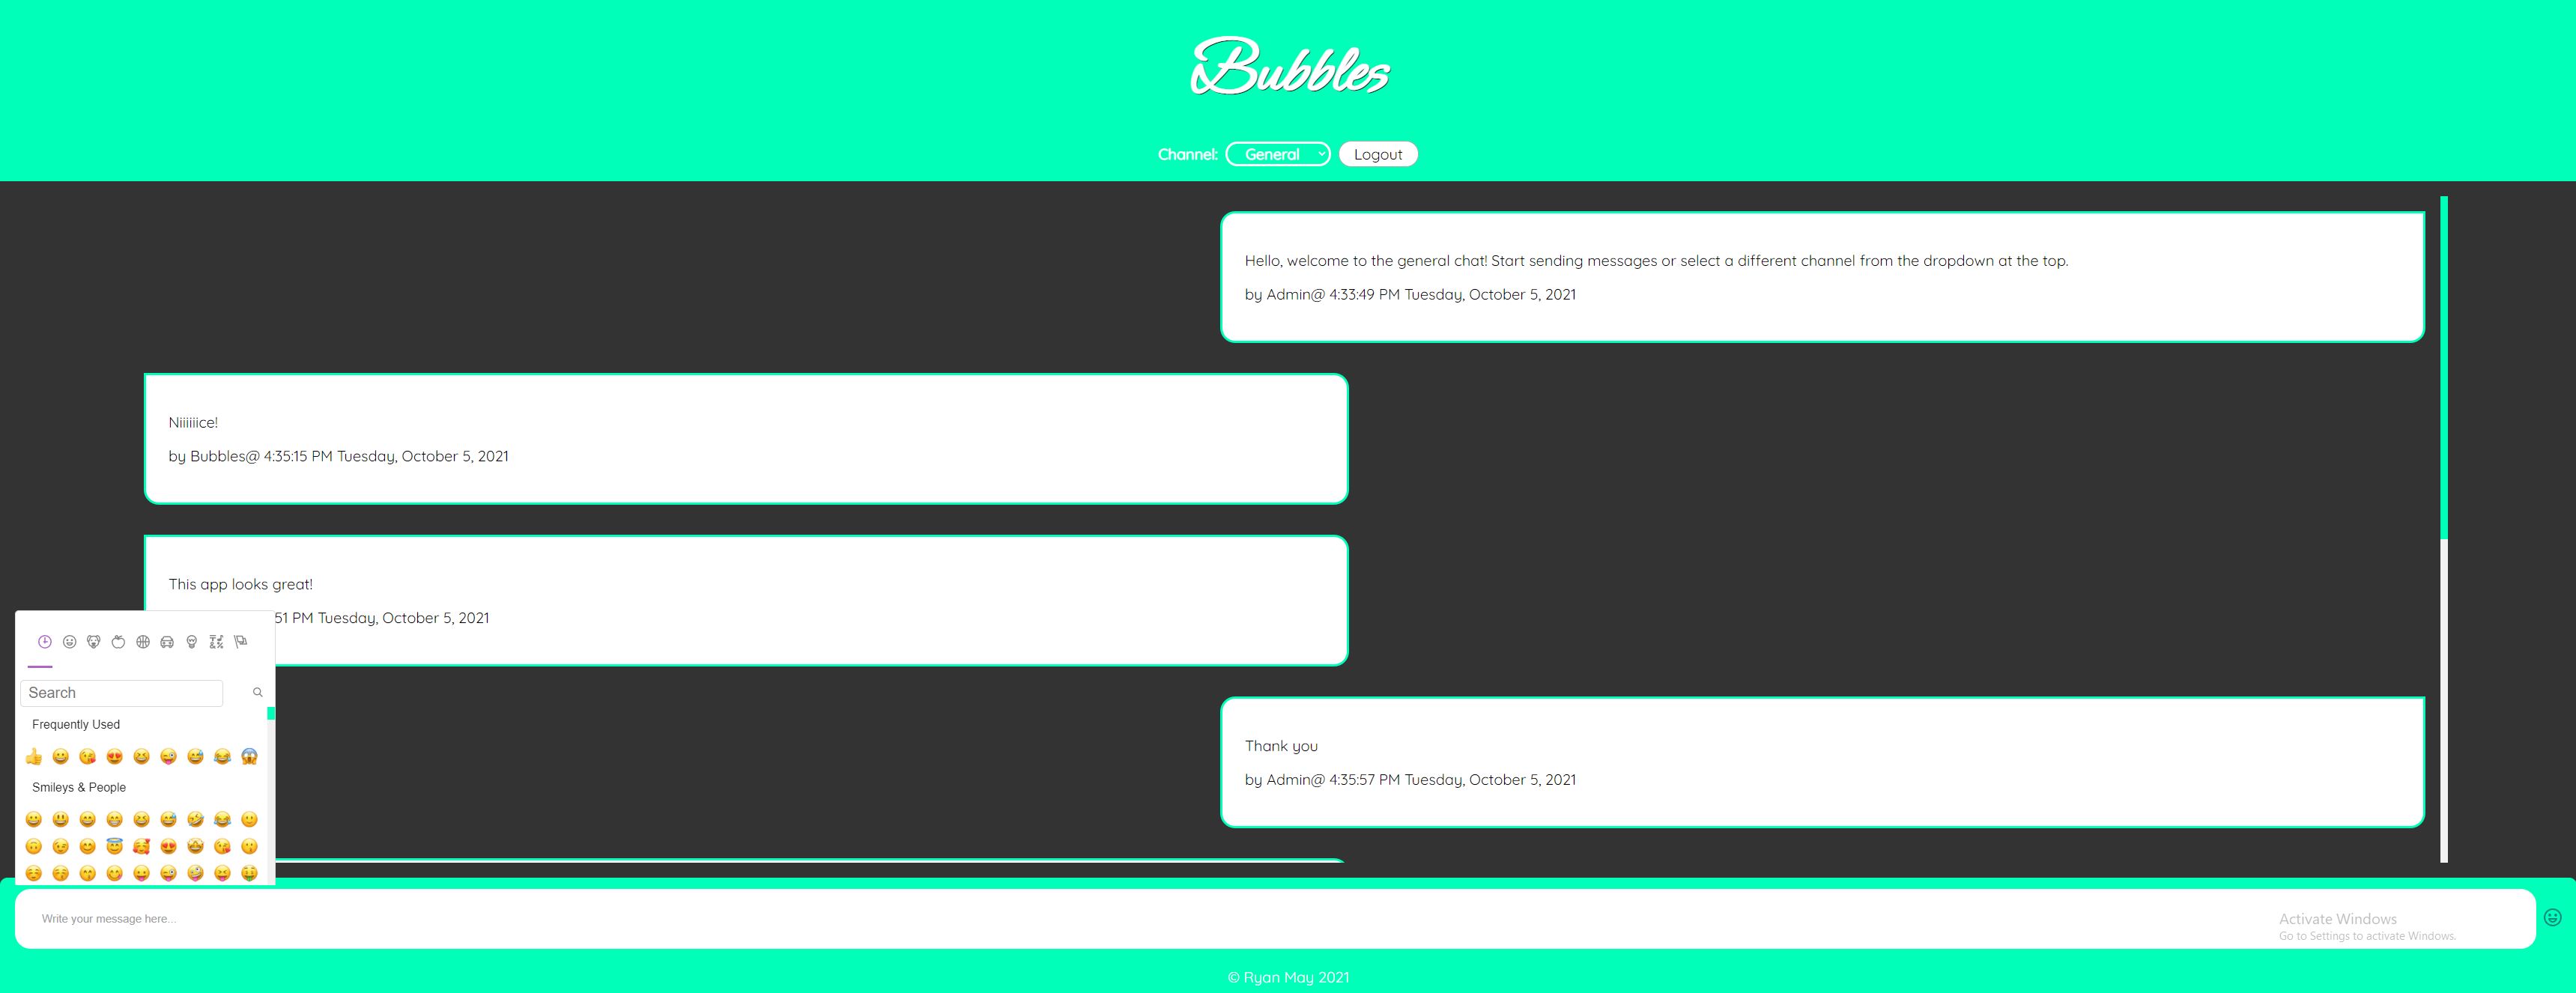 Bubbles
Channel: General Logout
Hello, welcome to the general chat! Start sending messages or select a different channel from the dropdown at the top.
by Admin@ 4:33:49 PM Tuesday, October 5, 2021
Niiiiiice!
by Bubbles@ 4:35:15 PM Tuesday, October 5, 2021
This app looks great!
51 PM Tuesday, October 5, 2021
Search
Frequently Used
Smileys & People
Thank you
by Admin@ 4:35:57 PM Tuesday, October 5, 2021
Write your message here...
Activate Windows
Go to Settings to activate Windows.
© Ryan May 2021